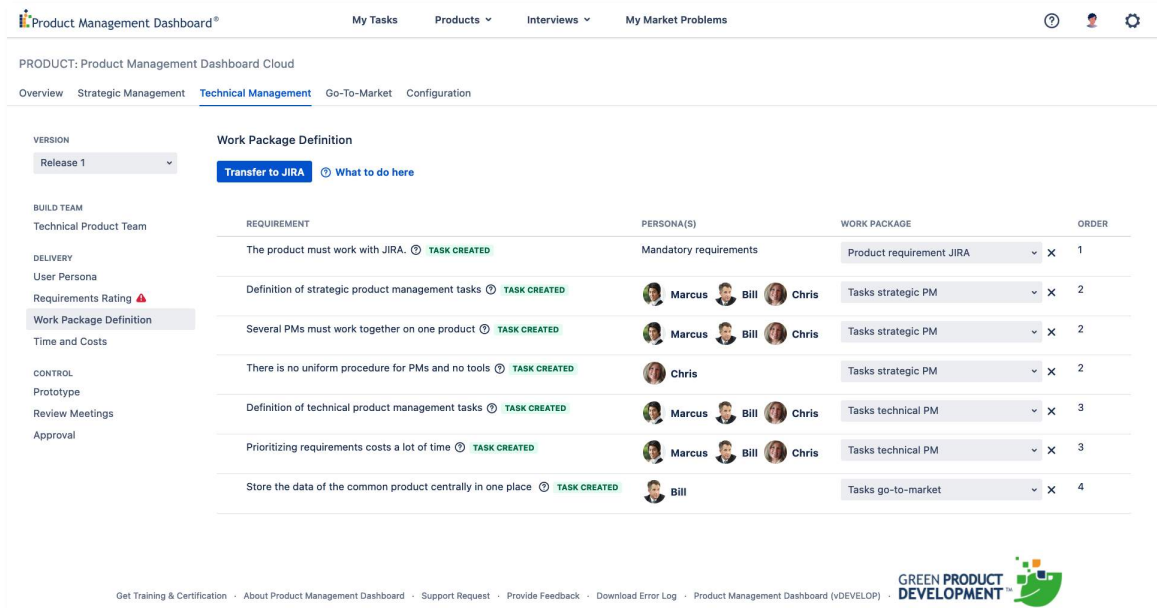 Product Management Dashboard®
My Tasks Products Interviews My Market Problems
PRODUCT: Product Management Dashboard Cloud
Overview Strategic Management Technical Management Go-To-Market Configuration
VERSION
Release 1
BUILD TEAM
Technical Product Team
DELIVERY
User Persona
Requirements Rating
Work Package Definition
Time and Costs
CONTROL
Prototype
Review Meetings
Approval
Work Package Definition
Transfer to JIRA What to do here
REQUIREMENT PERSONA(S) WORK PACKAGE ORDER
The product must work with JIRA. TASK CREATED Mandatory requirements Product requirement JIRA 1
Definition of strategic product management tasks TASK CREATED Marcus Bill Chris Tasks strategic PM 2
Several PMs must work together on one product TASK CREATED Marcus Bill Chris Tasks strategic PM 2
There is no uniform procedure for PMs and no tools TASK CREATED Chris Tasks strategic PM 2
Definition of technical product management tasks TASK CREATED Marcus Bill Chris Tasks technical PM 3
Prioritizing requirements costs a lot of time TASK CREATED Marcus Bill Chris Tasks technical PM 3
Store the data of the common product centrally in one place TASK CREATED Bill Tasks go-to-market 4
Get Training & Certification · About Product Management Dashboard · Support Request · Provide Feedback · Download Error Log · Product Management Dashboard (vDEVELOP) ·
GREEN PRODUCT
DEVELOPMENT™